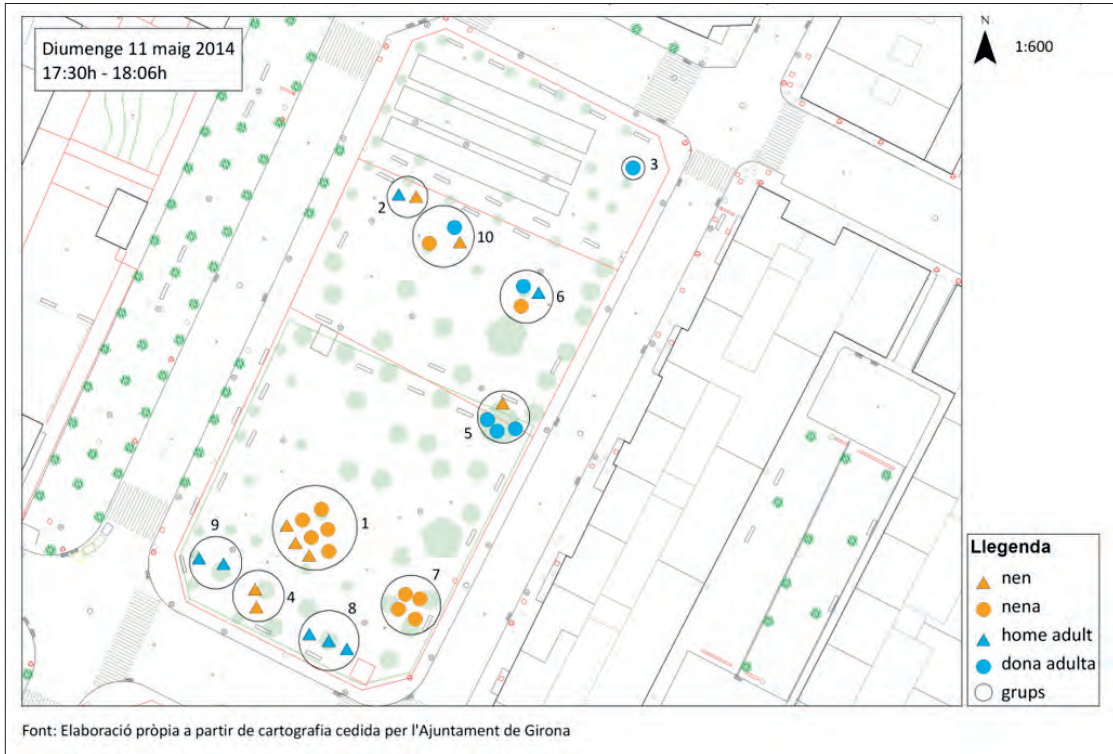 Diumenge 11 maig 2014
17:30h - 18:06h
N
1:600
3
2
10
6
5
1
9
4
8
7
Llegenda
nen
nena
home adult
dona adulta
grups
Font: Elaboració pròpia a partir de cartografia cedida per l'Ajuntament de Girona